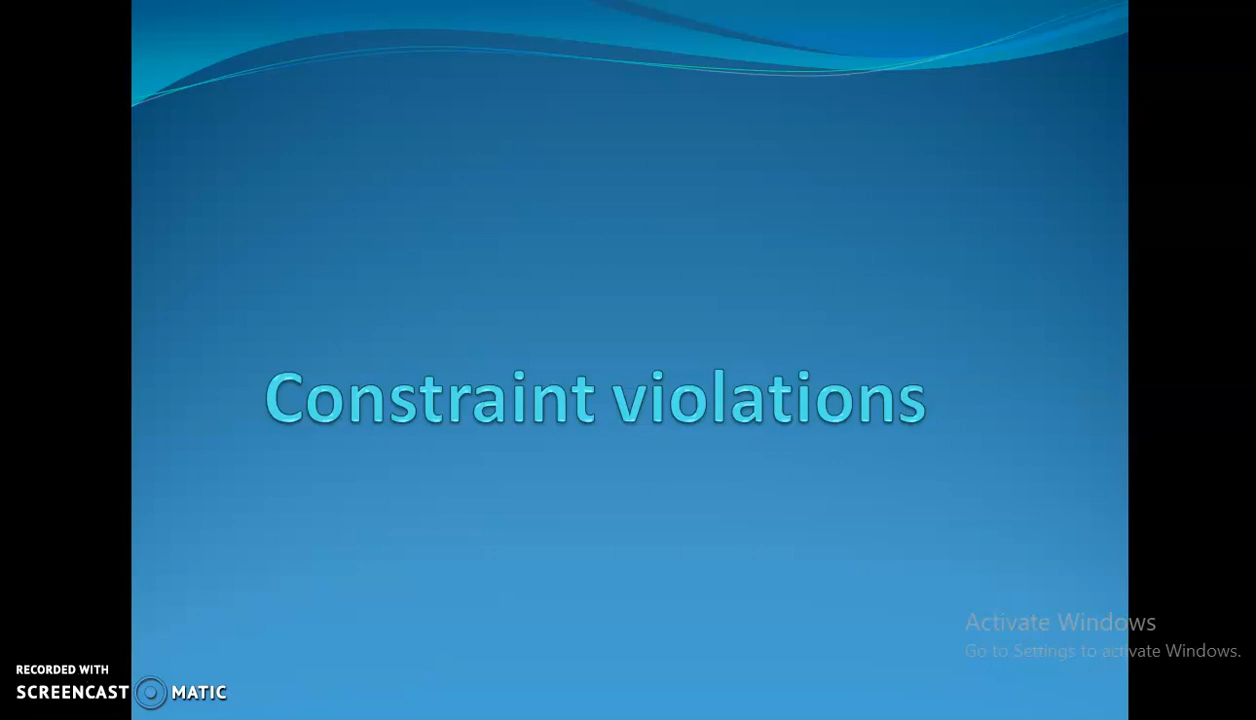 Constraint violations
Activate Windows
Go to Settings to activate Windows.
RECORDED WITH
SCREENCAST MATIC